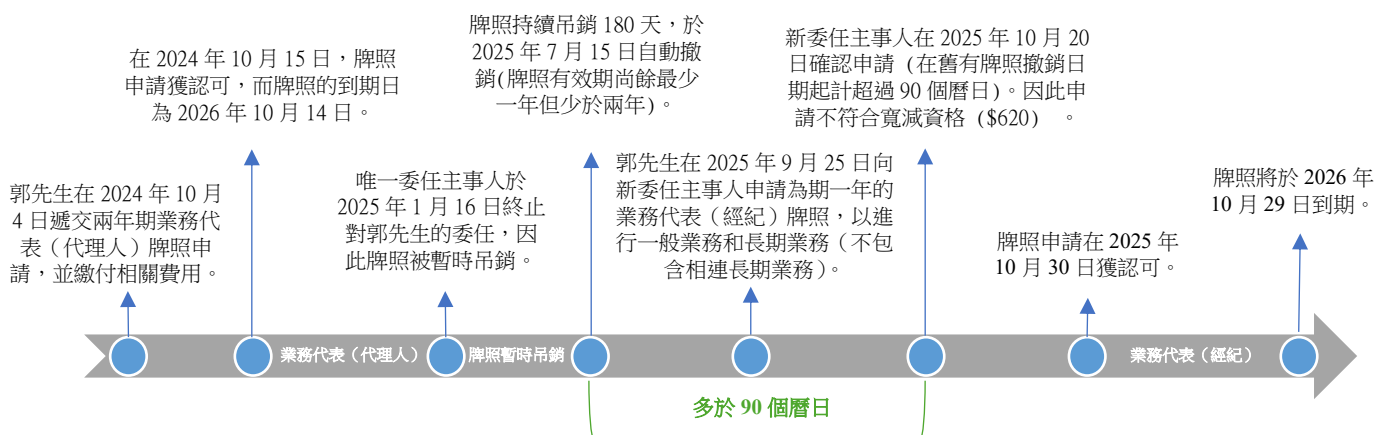 郭先生在 2024 年 10 月
4 日遞交兩年期業務代
表（代理人）牌照申
請，並繳付相關費用。
在 2024 年 10 月 15 日，牌照
申請獲認可，而牌照的到期日
為 2026 年 10 月 14 日。
唯一委任主事人於
2025 年 1 月 16 日終止
對郭先生的委任，因
此牌照被暫時吊銷。
牌照持續吊銷 180 天，於
2025 年 7 月 15 日自動撤
銷(牌照有效期尚餘最少
一年但少於兩年)。
郭先生在 2025 年 9 月 25 日向
新委任主事人申請為期一年的
業務代表（經紀）牌照，以進
行一般業務和長期業務（不包
含相連長期業務）。
新委任主事人在 2025 年 10 月 20
日確認申請 (在舊有牌照撤銷日
期起計超過 90 個曆日)。因此申
請不符合寬減資格 ($620) 。
牌照申請在 2025 年
10 月 30 日獲認可。
牌照將於 2026 年
10 月 29 日到期。
業務代表（代理人）
牌照暫時吊銷
業務代表（經紀）
多於 90 個曆日